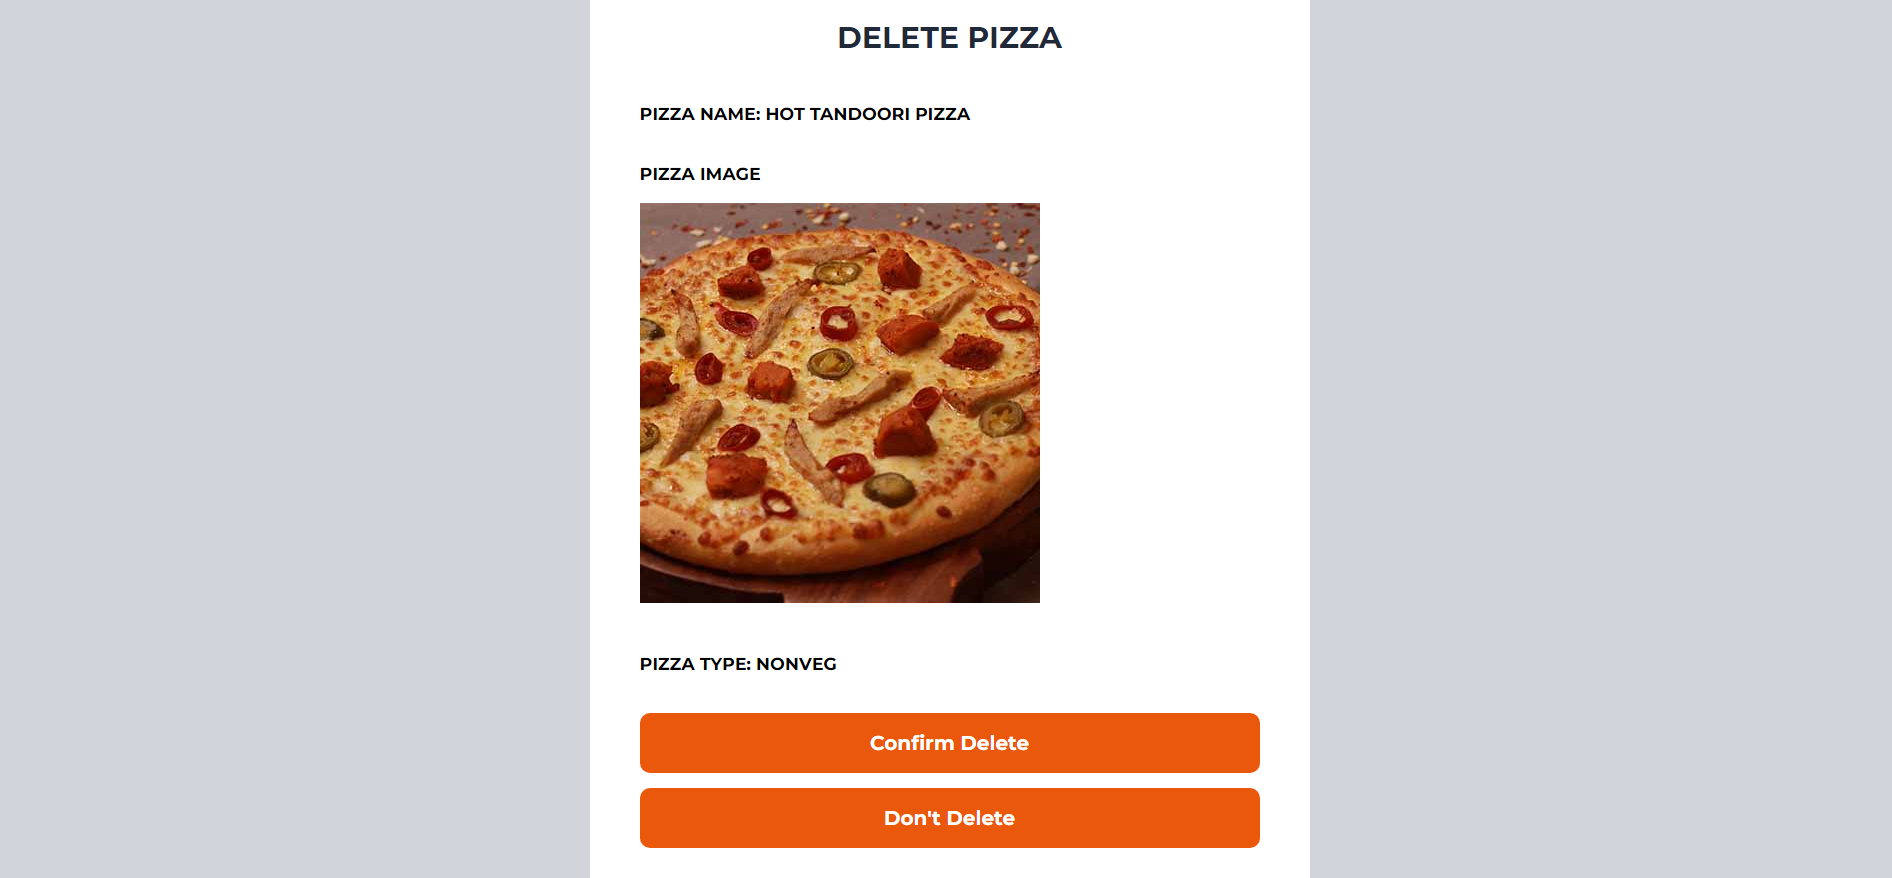 DELETE PIZZA
PIZZA NAME: HOT TANDOORI PIZZA
PIZZA IMAGE
PIZZA TYPE: NONVEG
Confirm Delete
Don't Delete